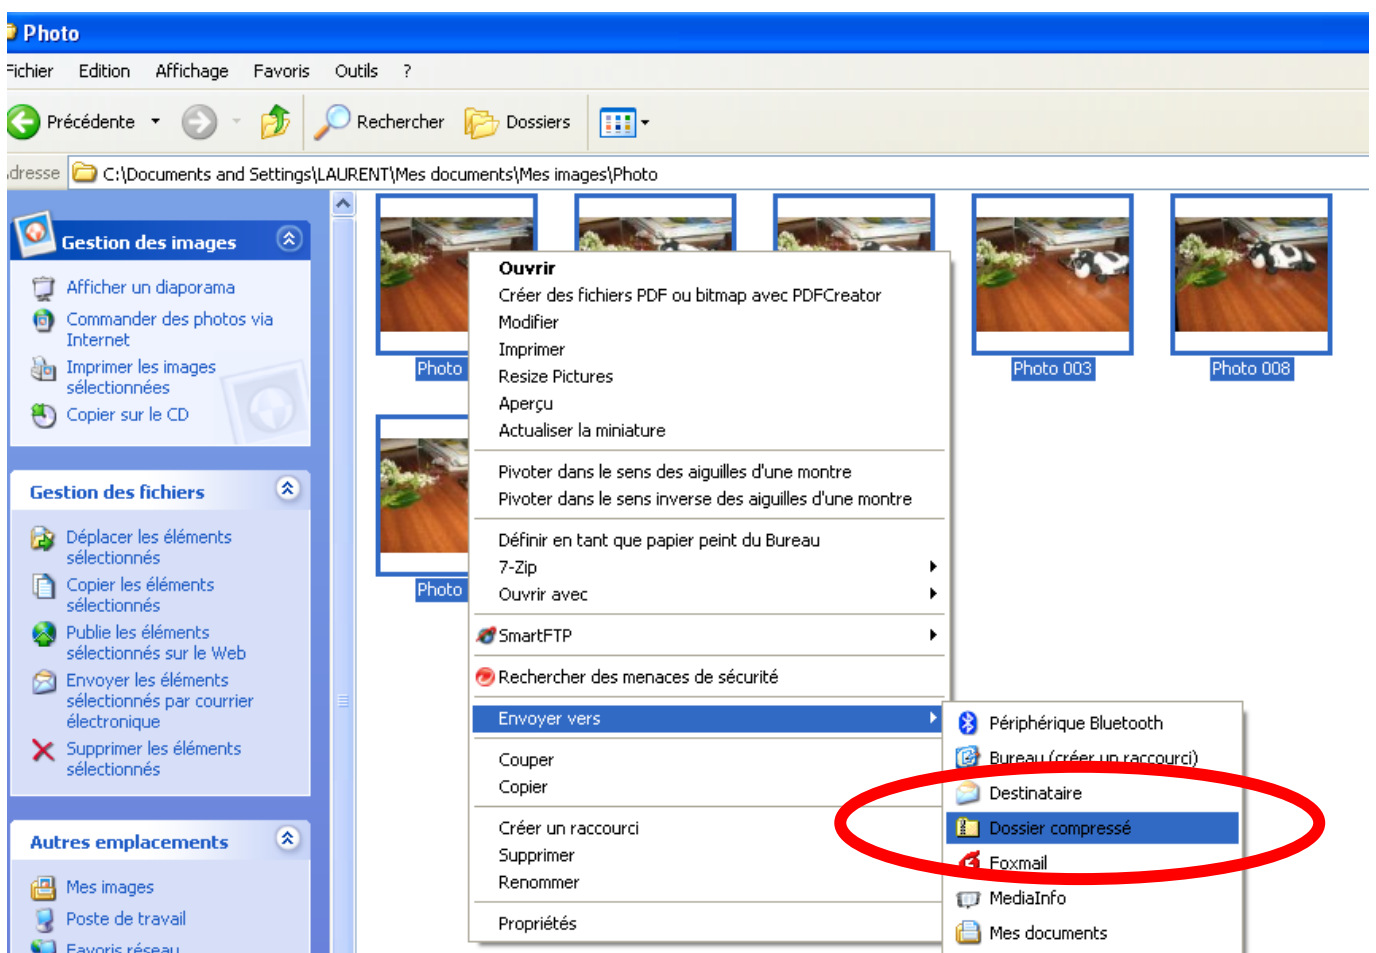 Photo
Fichier Edition Affichage Favoris Outils ?
Précédente Rechercher Dossiers
Adresse C:\Documents and Settings\LAURENT\Mes documents\Mes images\Photo
Gestion des images
Afficher un diaporama
Commander des photos via
Internet
Imprimer les images
sélectionnées
Copier sur le CD
Gestion des fichiers
Déplacer les éléments
sélectionnés
Copier les éléments
sélectionnés
Publie les éléments
sélectionnés sur le Web
Envoyer les éléments
sélectionnés par courrier
électronique
Supprimer les éléments
sélectionnés
Autres emplacements
Mes images
Poste de travail
Favoris réseau
Photo
Photo 003
Photo 008
Photo
Ouvrir
Créer des fichiers PDF ou bitmap avec PDFCreator
Modifier
Imprimer
Resize Pictures
Aperçu
Actualiser la miniature
Pivoter dans le sens des aiguilles d'une montre
Pivoter dans le sens inverse des aiguilles d'une montre
Définir en tant que papier peint du Bureau
7-Zip
Ouvrir avec
SmartFTP
Rechercher des menaces de sécurité
Envoyer vers
Couper
Copier
Créer un raccourci
Supprimer
Renommer
Propriétés
Périphérique Bluetooth
Bureau (créer un raccourci)
Destinataire
Dossier compressé
Foxmail
MediaInfo
Mes documents